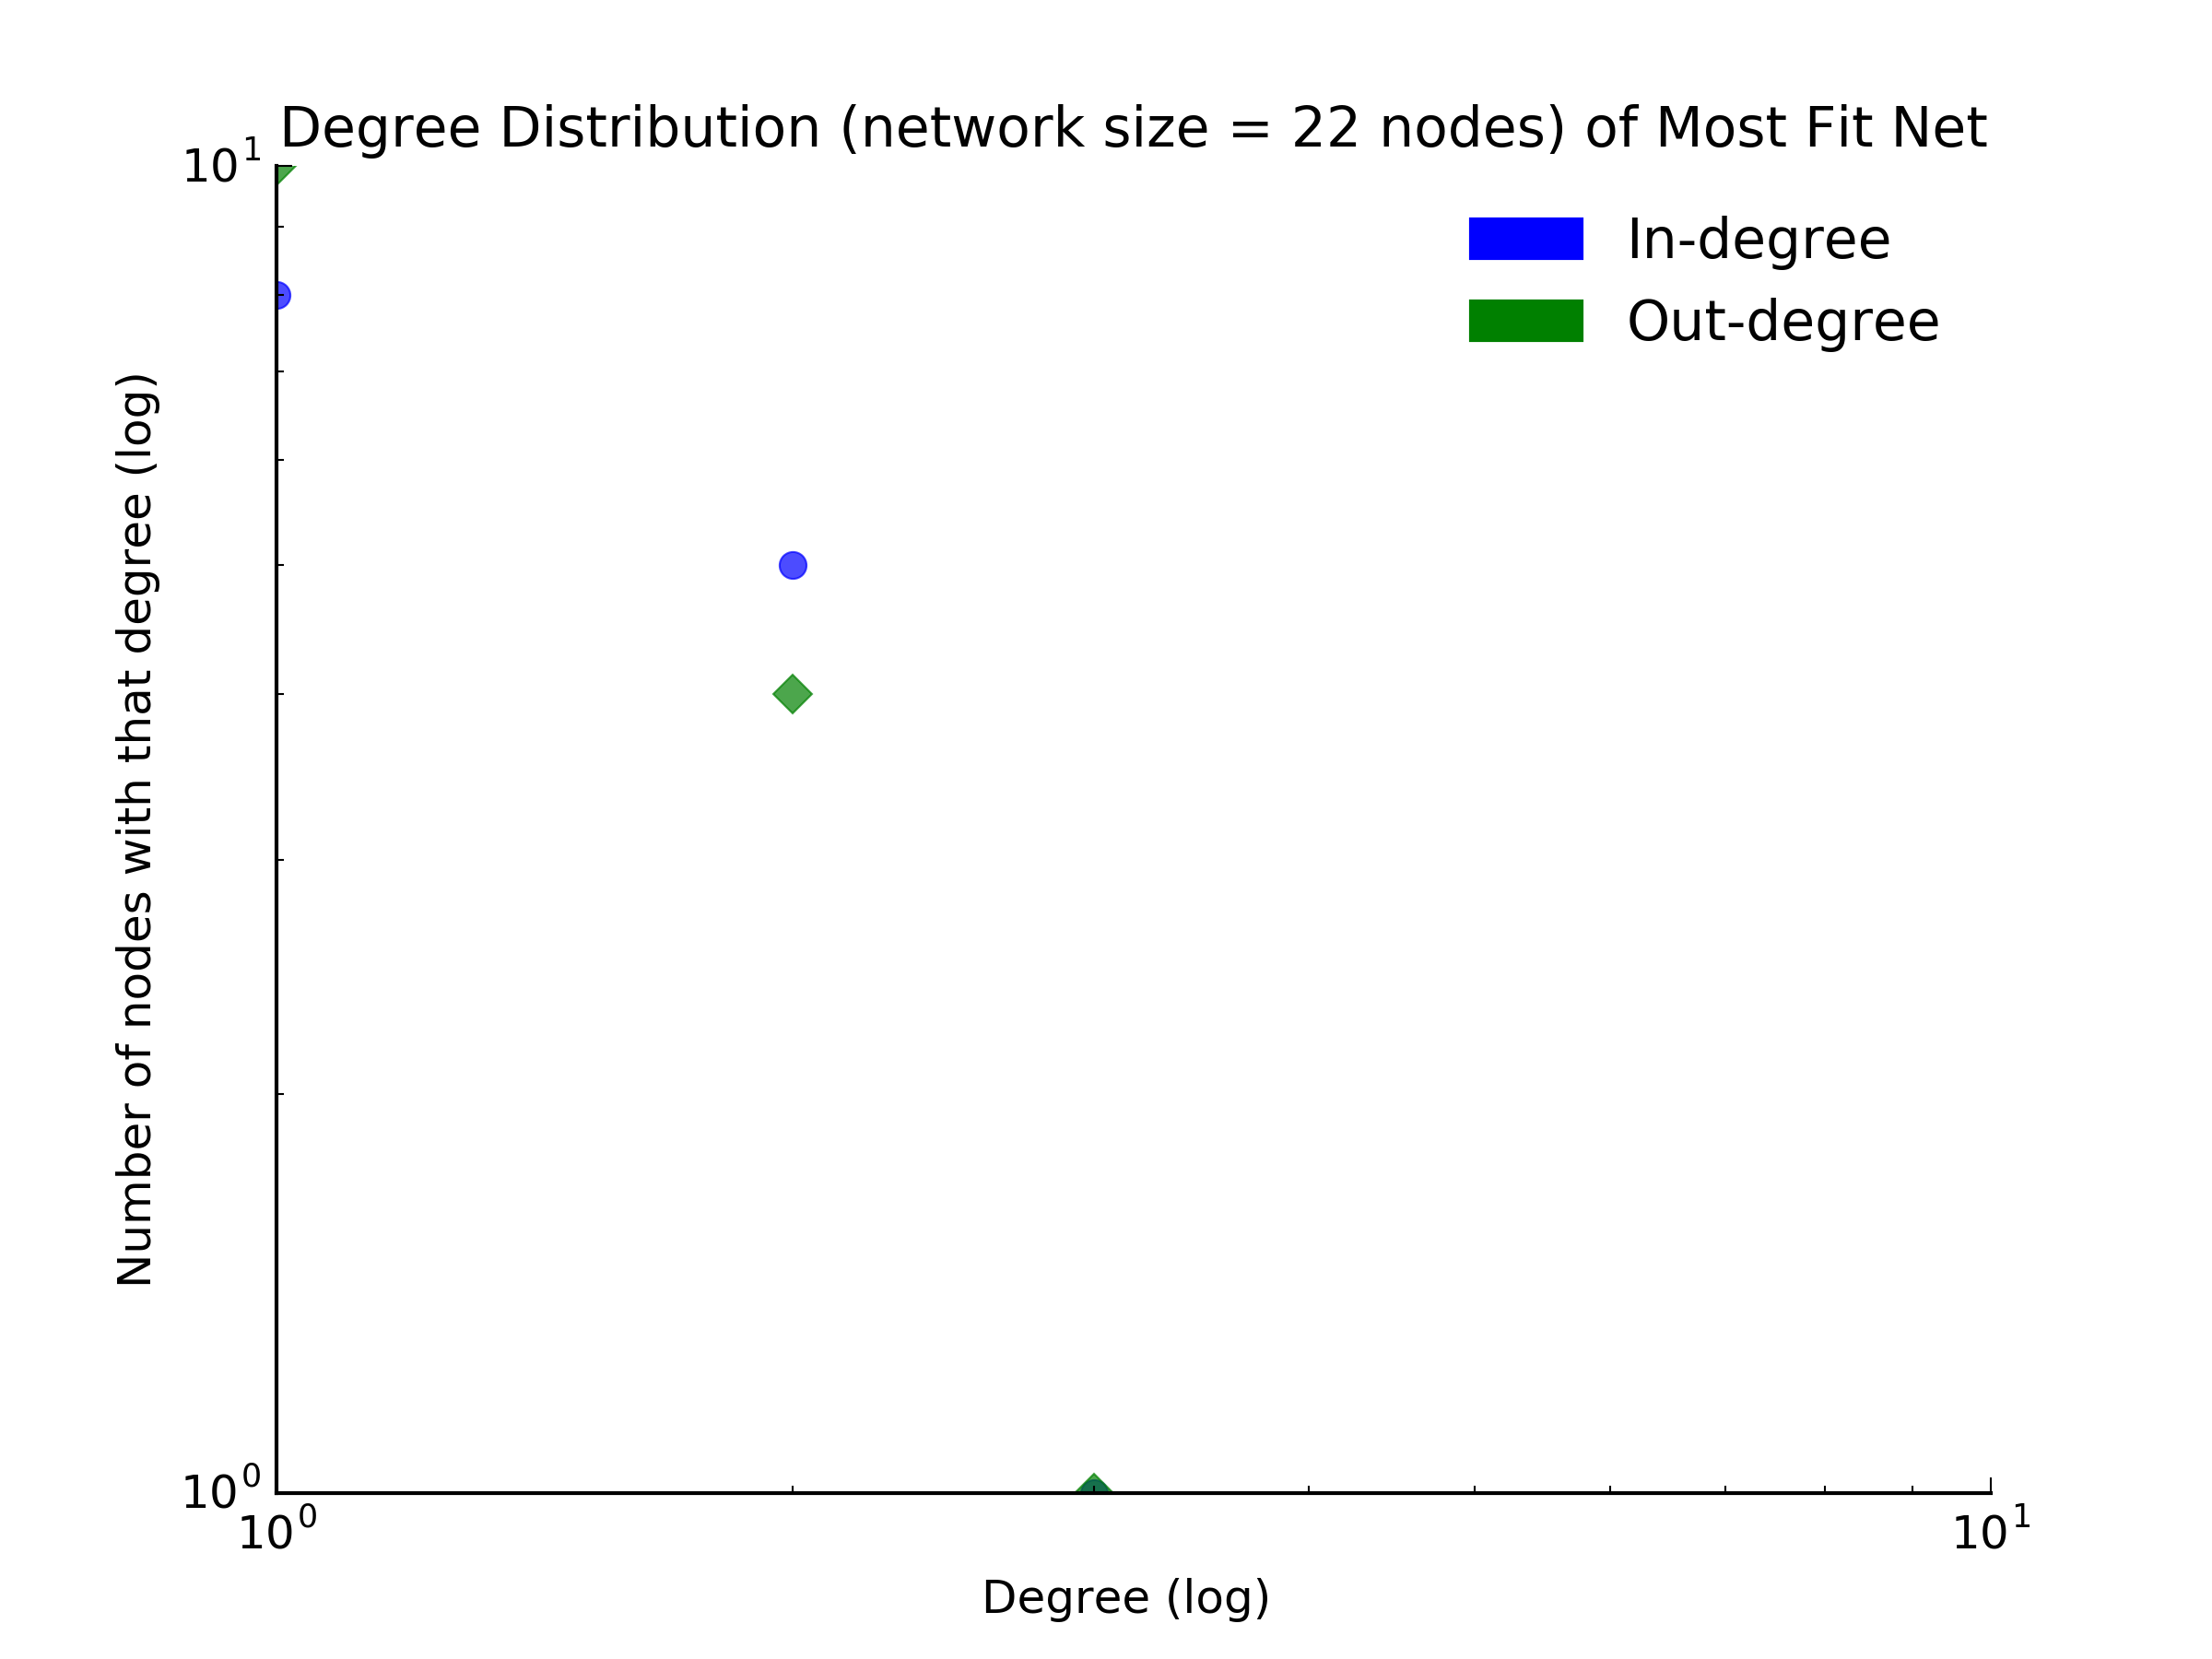 Degree Distribution (network size = 22 nodes) of Most Fit Net
10^1
In-degree
Out-degree
Number of nodes with that degree (log)
10^0
10^0
10^1
Degree (log)